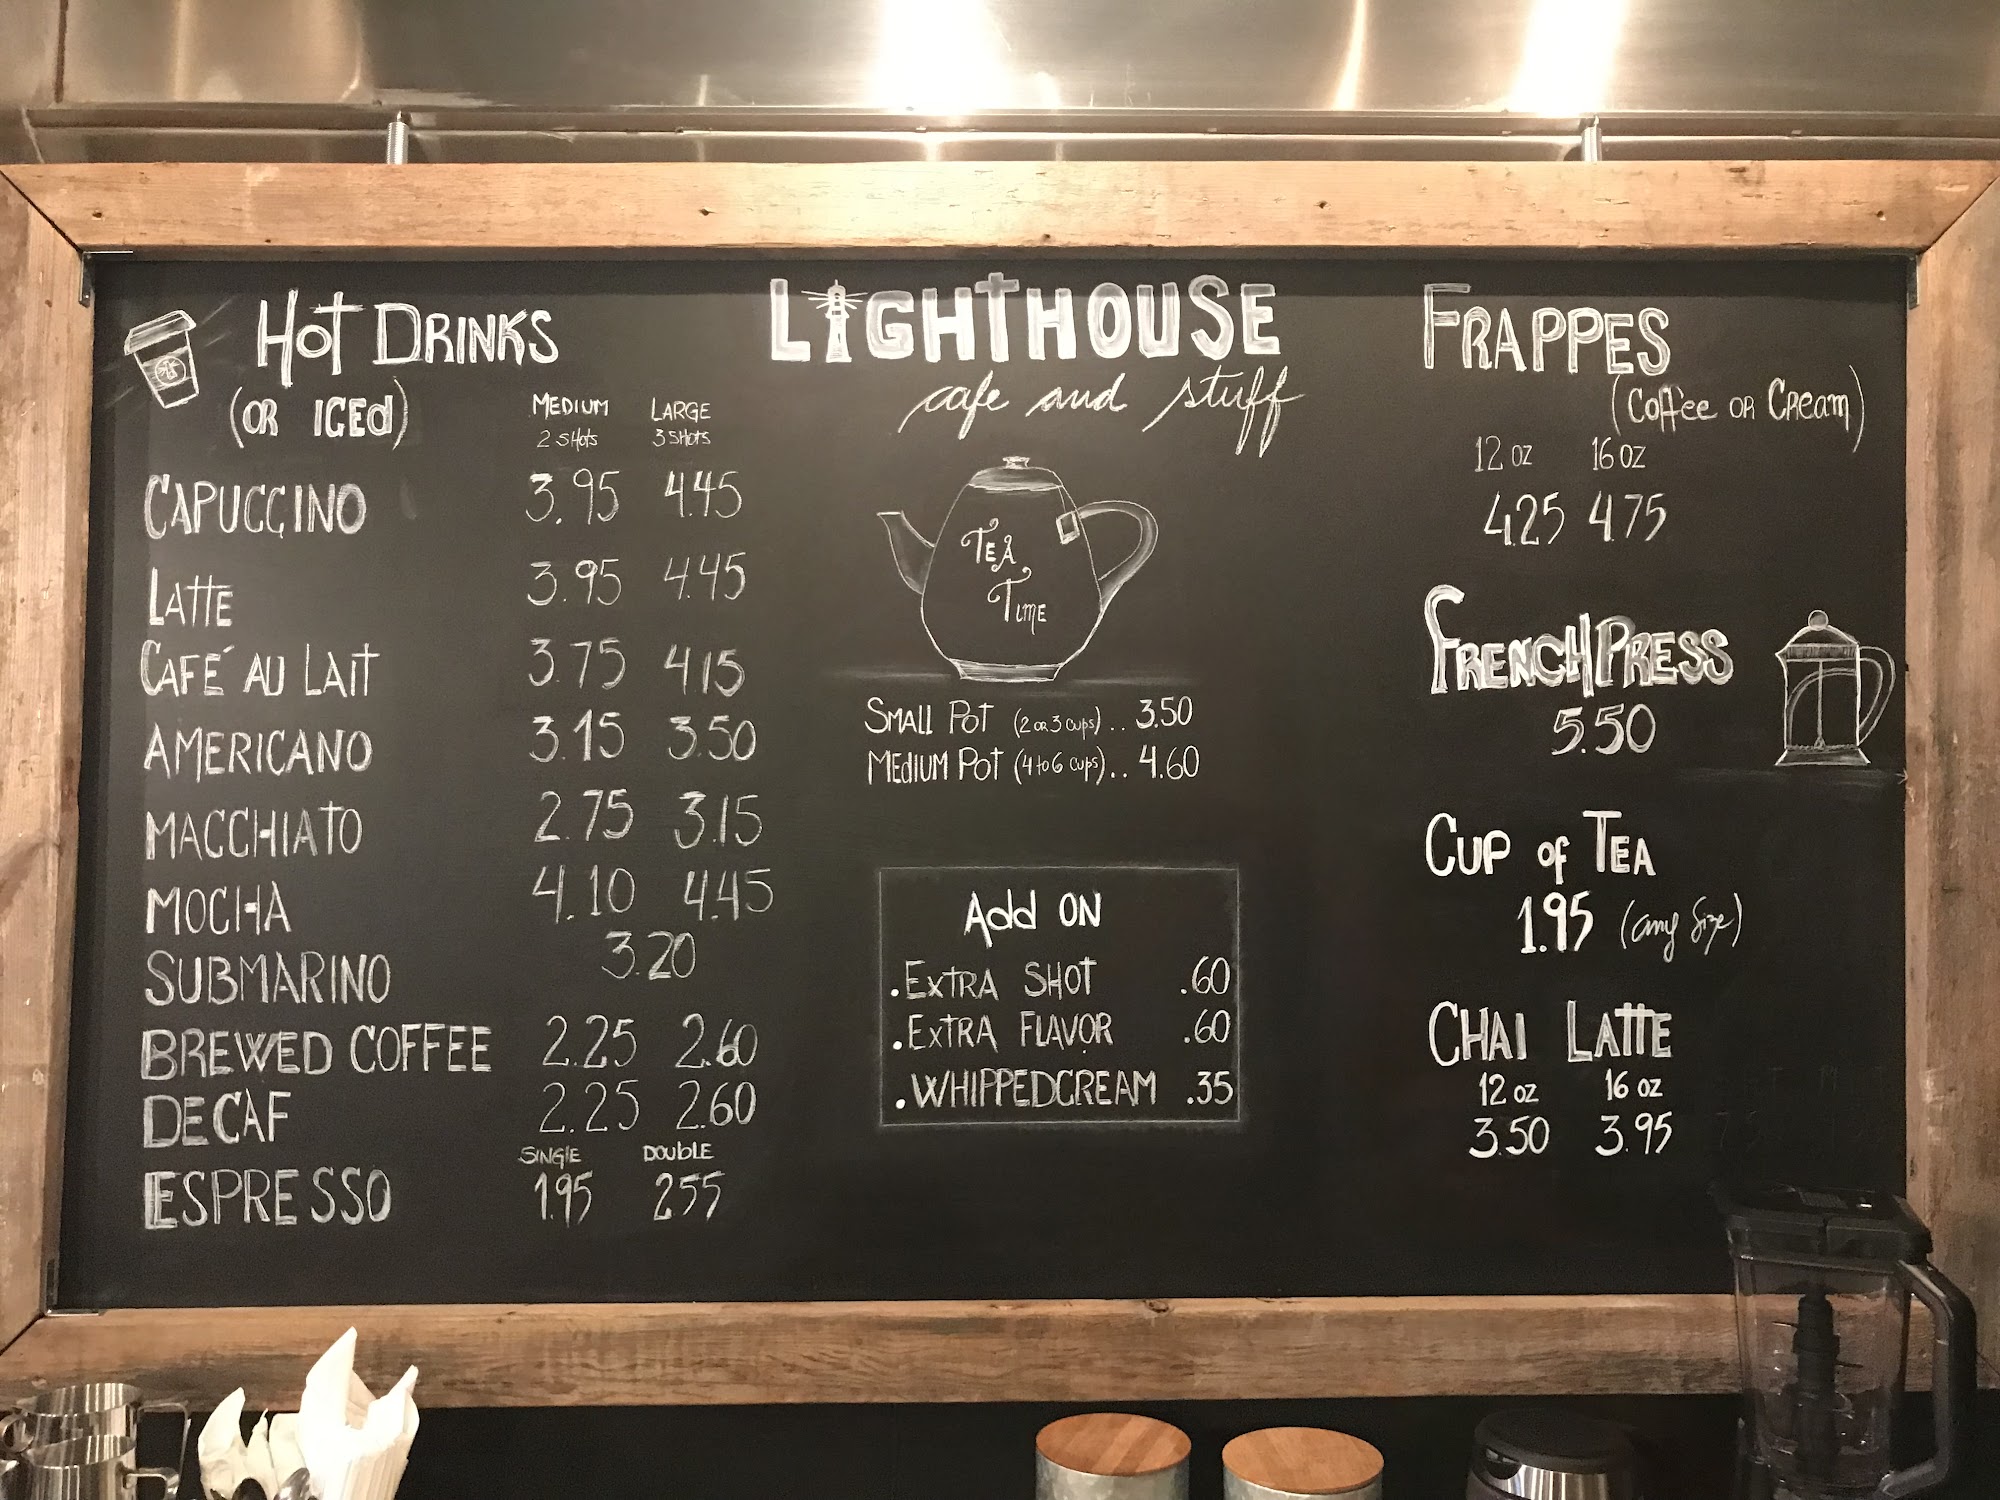 HOT DRINKS
(OR ICED)
MEDIUM LARGE
2 SHOTS 3 SHOTS
CAPUCCINO 3.95 4.45
LATTE 3.95 4.45
CAFÉ AU LAIT 3.75 4.15
AMERICANO 3.15 3.50
MACCHIATO 2.75 3.15
MOCHA 4.10 4.45
SUBMARINO 3.20
BREWED COFFEE 2.25 2.60
DECAF 2.25 2.60
SINGLE DOUBLE
ESPRESSO 1.95 2.55
LIGHTHOUSE
cafe and stuff
TEA
TIME
SMALL POT (2 OR 3 cups) .. 3.50
MEDIUM POT (4 to 6 cups) .. 4.60
Add ON
.EXTRA SHOT .60
.EXTRA FLAVOR .60
.WHIPPEDCREAM .35
FRAPPES
(Coffee OR Cream)
12 OZ 16 OZ
4.25 4.75
FRENCH PRESS
5.50
CUP of TEA
1.95 (any size)
CHAI LATTE
12 OZ 16 OZ
3.50 3.95